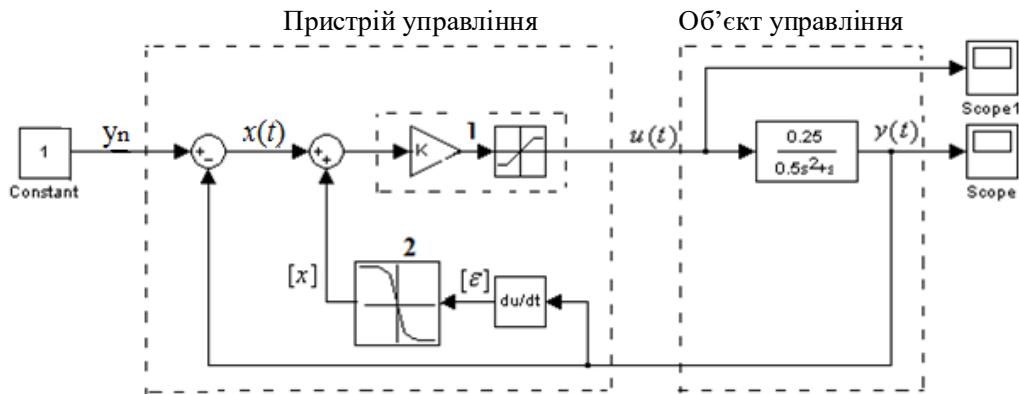 Пристрій управління
Об’єкт управління
Scope1
yn
x(t)
1
u(t)
y(t)
1
+
-
+
+
K
0.25
0.5s²+s
Scope
Constant
2
[x]
[ε]
du/dt